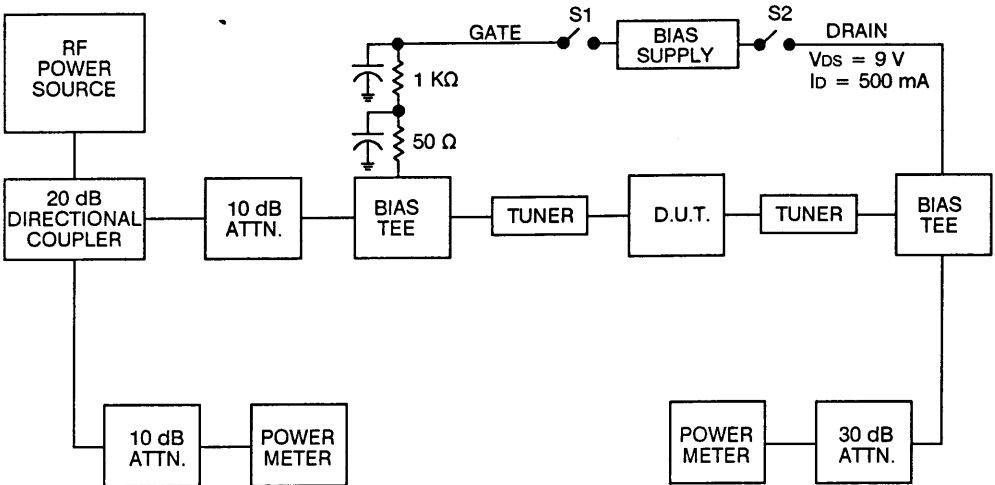 RF
POWER
SOURCE
GATE
S1
BIAS
SUPPLY
S2
DRAIN
VDS = 9 V
ID = 500 mA
1 KΩ
50 Ω
20 dB
DIRECTIONAL
COUPLER
10 dB
ATTN.
BIAS
TEE
TUNER
D.U.T.
TUNER
BIAS
TEE
10 dB
ATTN.
POWER
METER
POWER
METER
30 dB
ATTN.